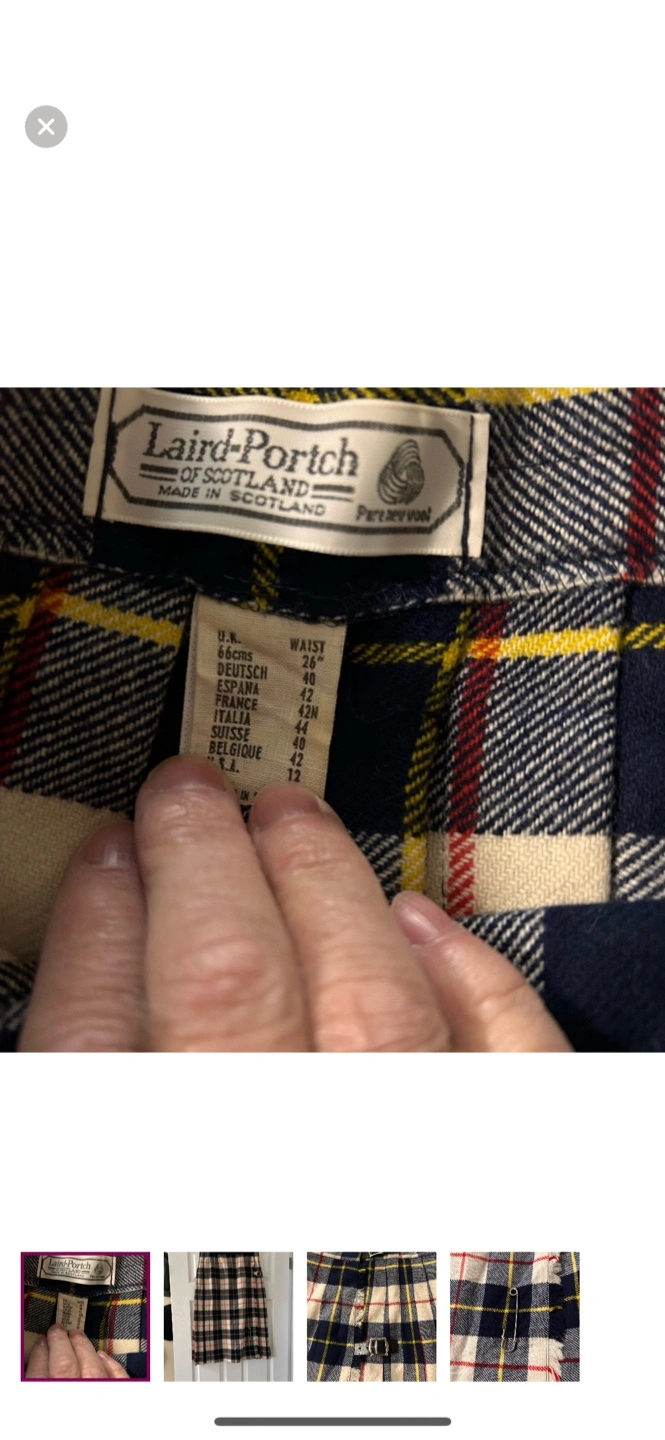 Laird-Portch
OF SCOTLAND
MADE IN SCOTLAND
Pure new wool
U.K. WAIST
66cms 26"
DEUTSCH 40
ESPANA 42
FRANCE 42N
ITALIA 44
SUISSE 40
BELGIQUE 42
U.S.A. 12
IN